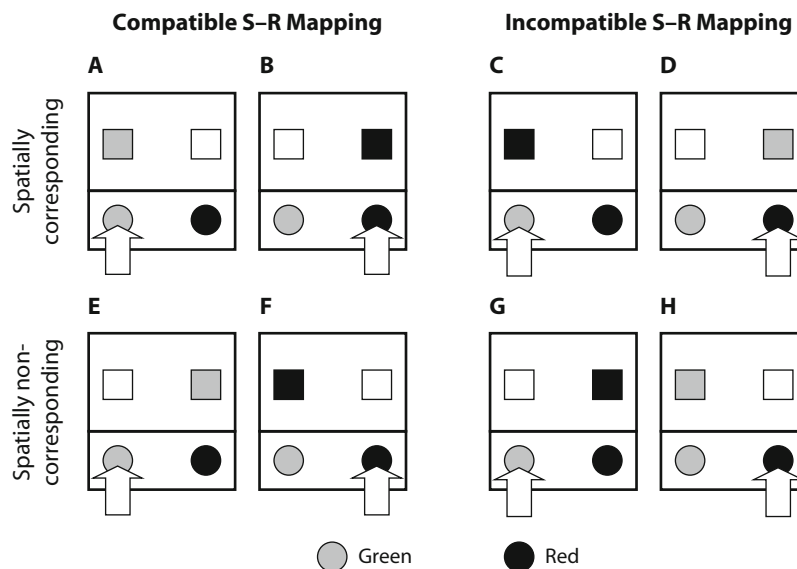 Compatible S–R Mapping
Incompatible S–R Mapping
A
B
C
D
Spatially
corresponding
E
F
G
H
Spatially non-
corresponding
Green
Red